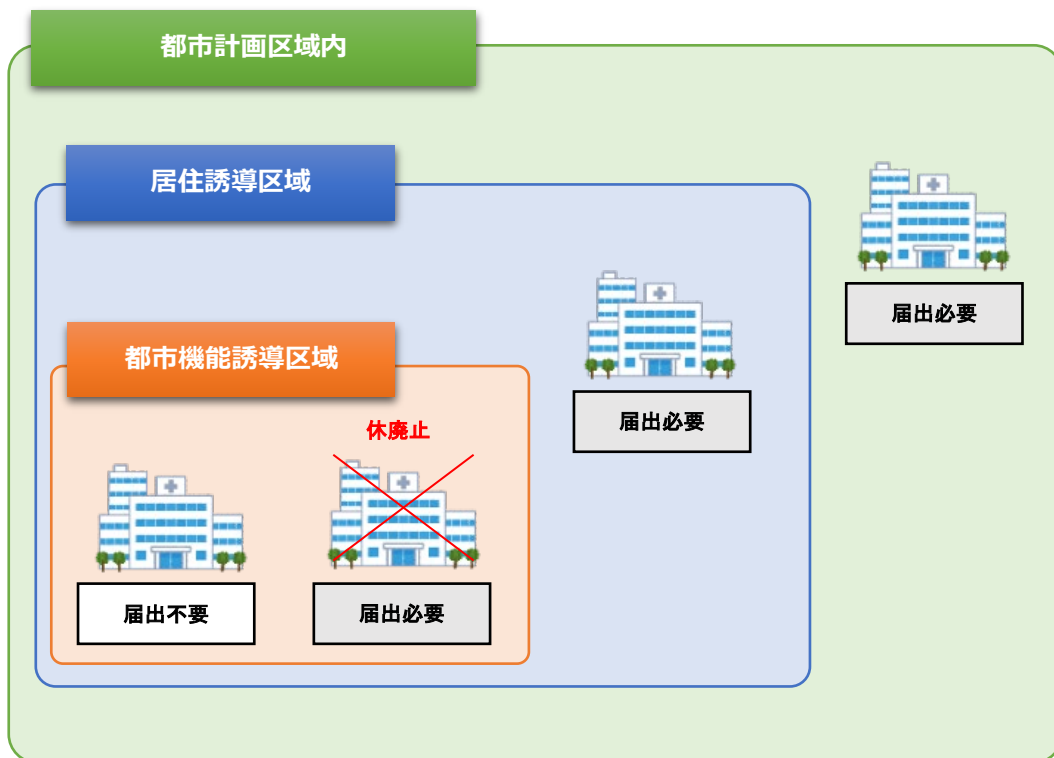 都市計画区域内
居住誘導区域
届出必要
都市機能誘導区域
届出必要
休廃止
届出不要
届出必要